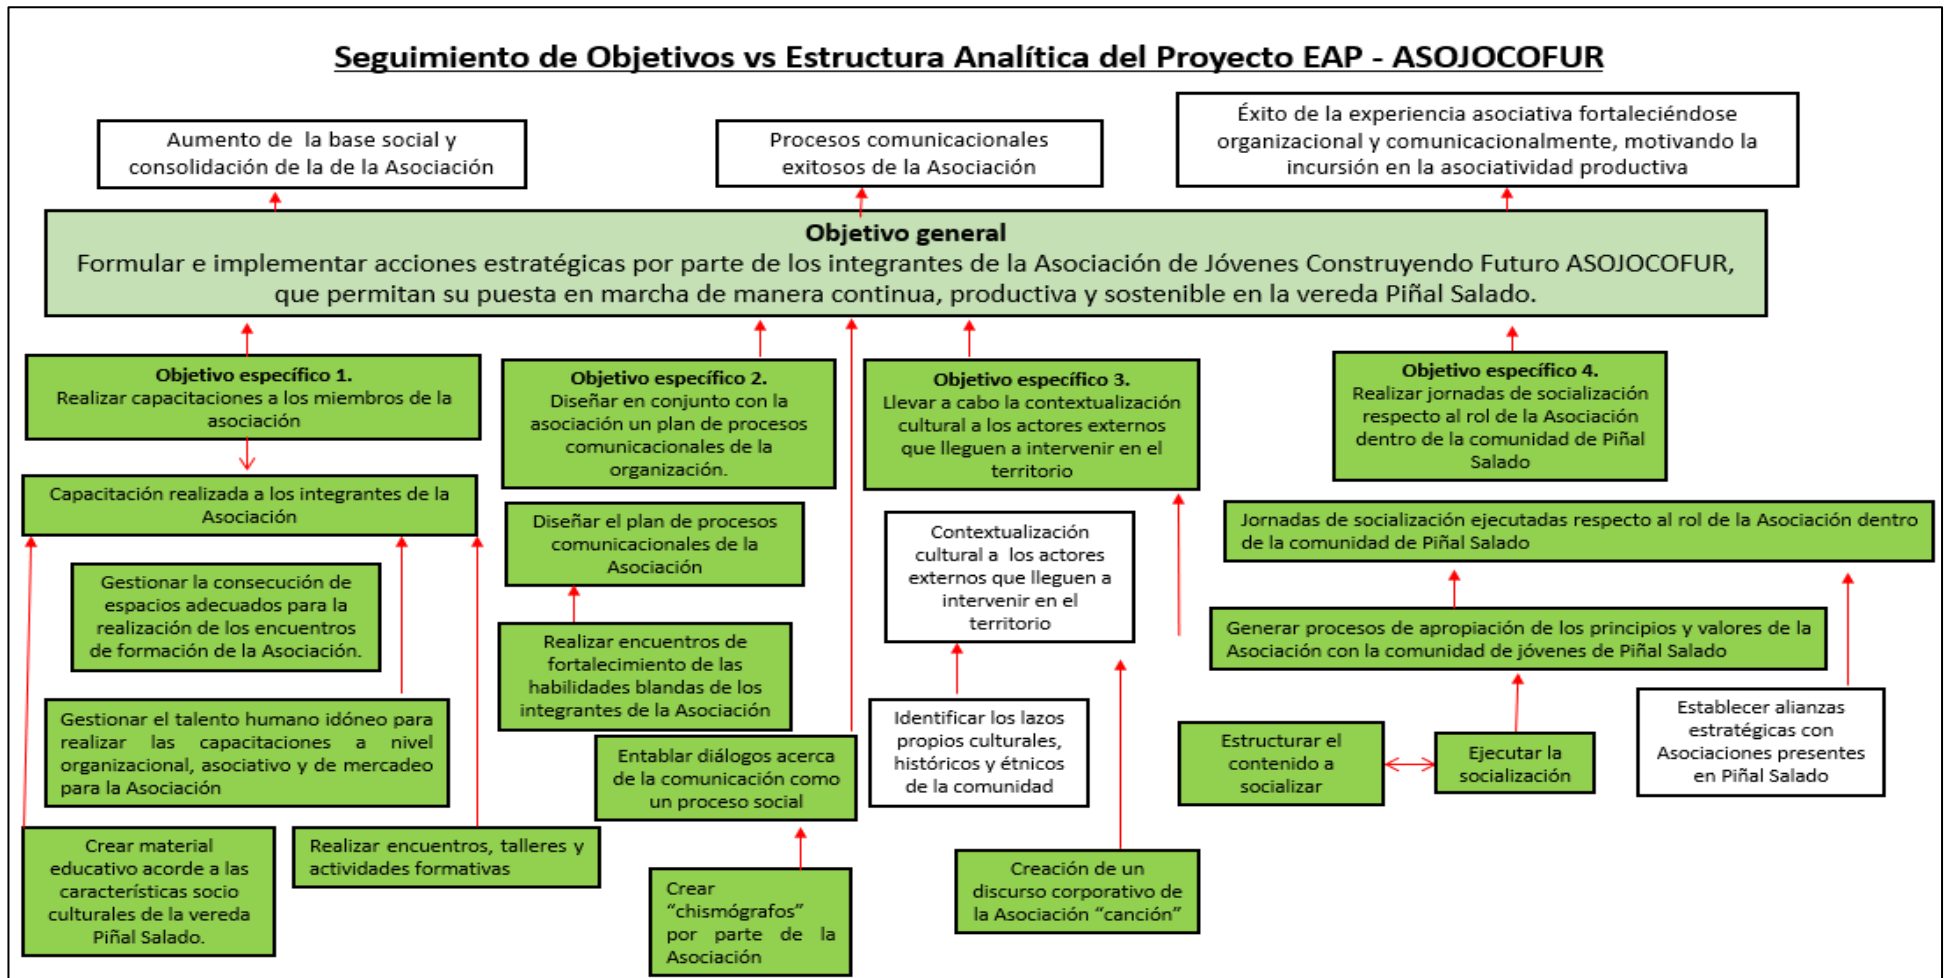 Seguimiento de Objetivos vs Estructura Analítica del Proyecto EAP - ASOJOCOFUR
Aumento de la base social y
consolidación de la de la Asociación
Procesos comunicacionales
exitosos de la Asociación
Éxito de la experiencia asociativa fortaleciéndose
organizacional y comunicacionalmente, motivando la
incursión en la asociatividad productiva
Objetivo general
Formular e implementar acciones estratégicas por parte de los integrantes de la Asociación de Jóvenes Construyendo Futuro ASOJOCOFUR,
que permitan su puesta en marcha de manera continua, productiva y sostenible en la vereda Piñal Salado.
Objetivo específico 1.
Realizar capacitaciones a los miembros de la
asociación
Objetivo específico 2.
Diseñar en conjunto con la
asociación un plan de procesos
comunicacionales de la
organización.
Objetivo específico 3.
Llevar a cabo la contextualización
cultural a los actores externos
que lleguen a intervenir en el
territorio
Objetivo específico 4.
Realizar jornadas de socialización
respecto al rol de la Asociación
dentro de la comunidad de Piñal
Salado
Capacitación realizada a los integrantes de la
Asociación
Diseñar el plan de procesos
comunicacionales de la
Asociación
Contextualización
cultural a los actores
externos que lleguen a
intervenir en el
territorio
Jornadas de socialización ejecutadas respecto al rol de la Asociación dentro
de la comunidad de Piñal Salado
Gestionar la consecución de
espacios adecuados para la
realización de los encuentros
de formación de la Asociación.
Realizar encuentros de
fortalecimiento de las
habilidades blandas de los
integrantes de la Asociación
Generar procesos de apropiación de los principios y valores de la
Asociación con la comunidad de jóvenes de Piñal Salado
Gestionar el talento humano idóneo para
realizar las capacitaciones a nivel
organizacional, asociativo y de mercadeo
para la Asociación
Entablar diálogos acerca
de la comunicación como
un proceso social
Identificar los lazos
propios culturales,
históricos y étnicos
de la comunidad
Estructurar el
contenido a
socializar
Ejecutar la
socialización
Establecer alianzas
estratégicas con
Asociaciones presentes
en Piñal Salado
Crear material
educativo acorde a las
características socio
culturales de la vereda
Piñal Salado.
Realizar encuentros, talleres y
actividades formativas
Crear
“chismógrafos”
por parte de la
Asociación
Creación de un
discurso corporativo de
la Asociación “canción”